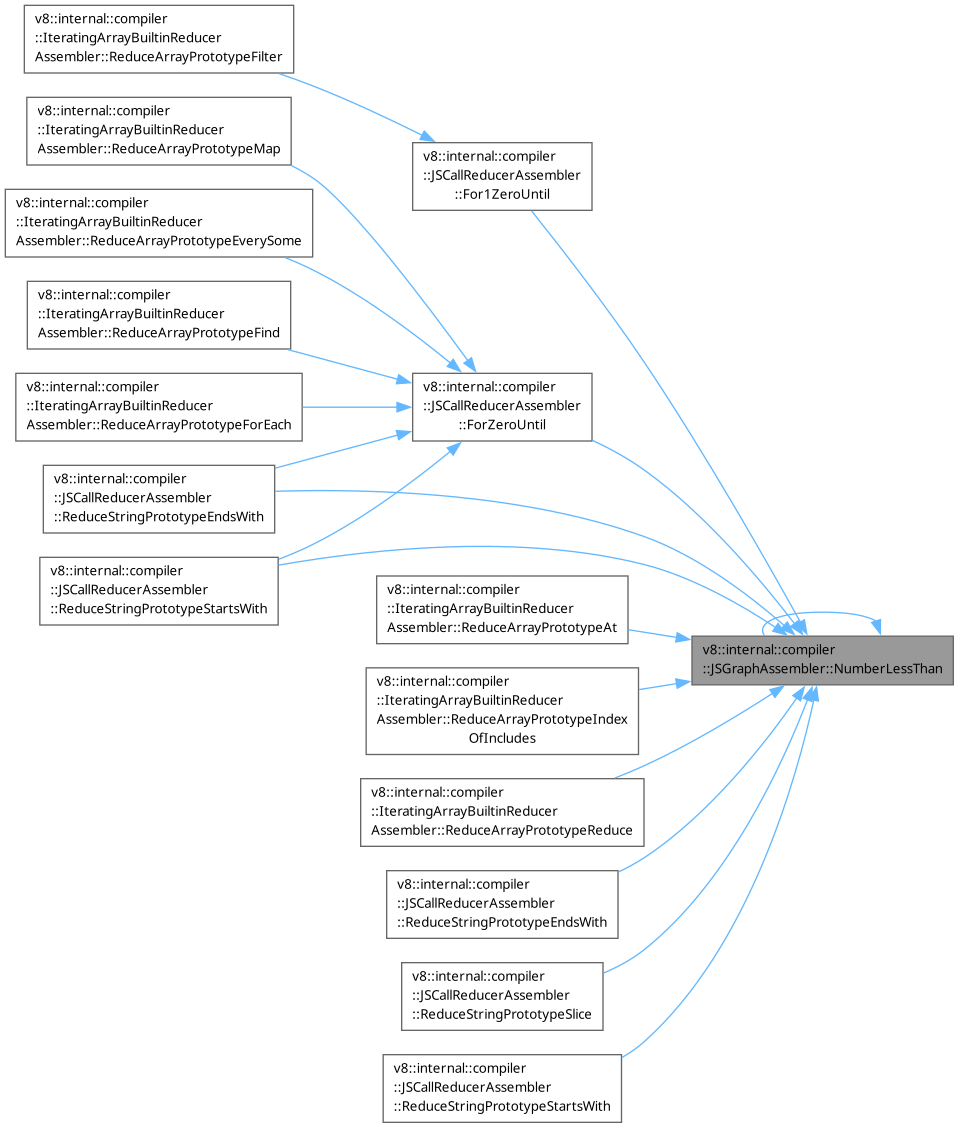 v8::internal::compiler
::IteratingArrayBuiltinReducer
Assembler::ReduceArrayPrototypeFilter
v8::internal::compiler
::IteratingArrayBuiltinReducer
Assembler::ReduceArrayPrototypeMap
v8::internal::compiler
::JSCallReducerAssembler
::For1ZeroUntil
v8::internal::compiler
::IteratingArrayBuiltinReducer
Assembler::ReduceArrayPrototypeEverySome
v8::internal::compiler
::IteratingArrayBuiltinReducer
Assembler::ReduceArrayPrototypeFind
v8::internal::compiler
::IteratingArrayBuiltinReducer
Assembler::ReduceArrayPrototypeForEach
v8::internal::compiler
::JSCallReducerAssembler
::ForZeroUntil
v8::internal::compiler
::JSCallReducerAssembler
::ReduceStringPrototypeEndsWith
v8::internal::compiler
::JSCallReducerAssembler
::ReduceStringPrototypeStartsWith
v8::internal::compiler
::IteratingArrayBuiltinReducer
Assembler::ReduceArrayPrototypeAt
v8::internal::compiler
::JSGraphAssembler::NumberLessThan
v8::internal::compiler
::IteratingArrayBuiltinReducer
Assembler::ReduceArrayPrototypeIndex
OfIncludes
v8::internal::compiler
::IteratingArrayBuiltinReducer
Assembler::ReduceArrayPrototypeReduce
v8::internal::compiler
::JSCallReducerAssembler
::ReduceStringPrototypeEndsWith
v8::internal::compiler
::JSCallReducerAssembler
::ReduceStringPrototypeSlice
v8::internal::compiler
::JSCallReducerAssembler
::ReduceStringPrototypeStartsWith